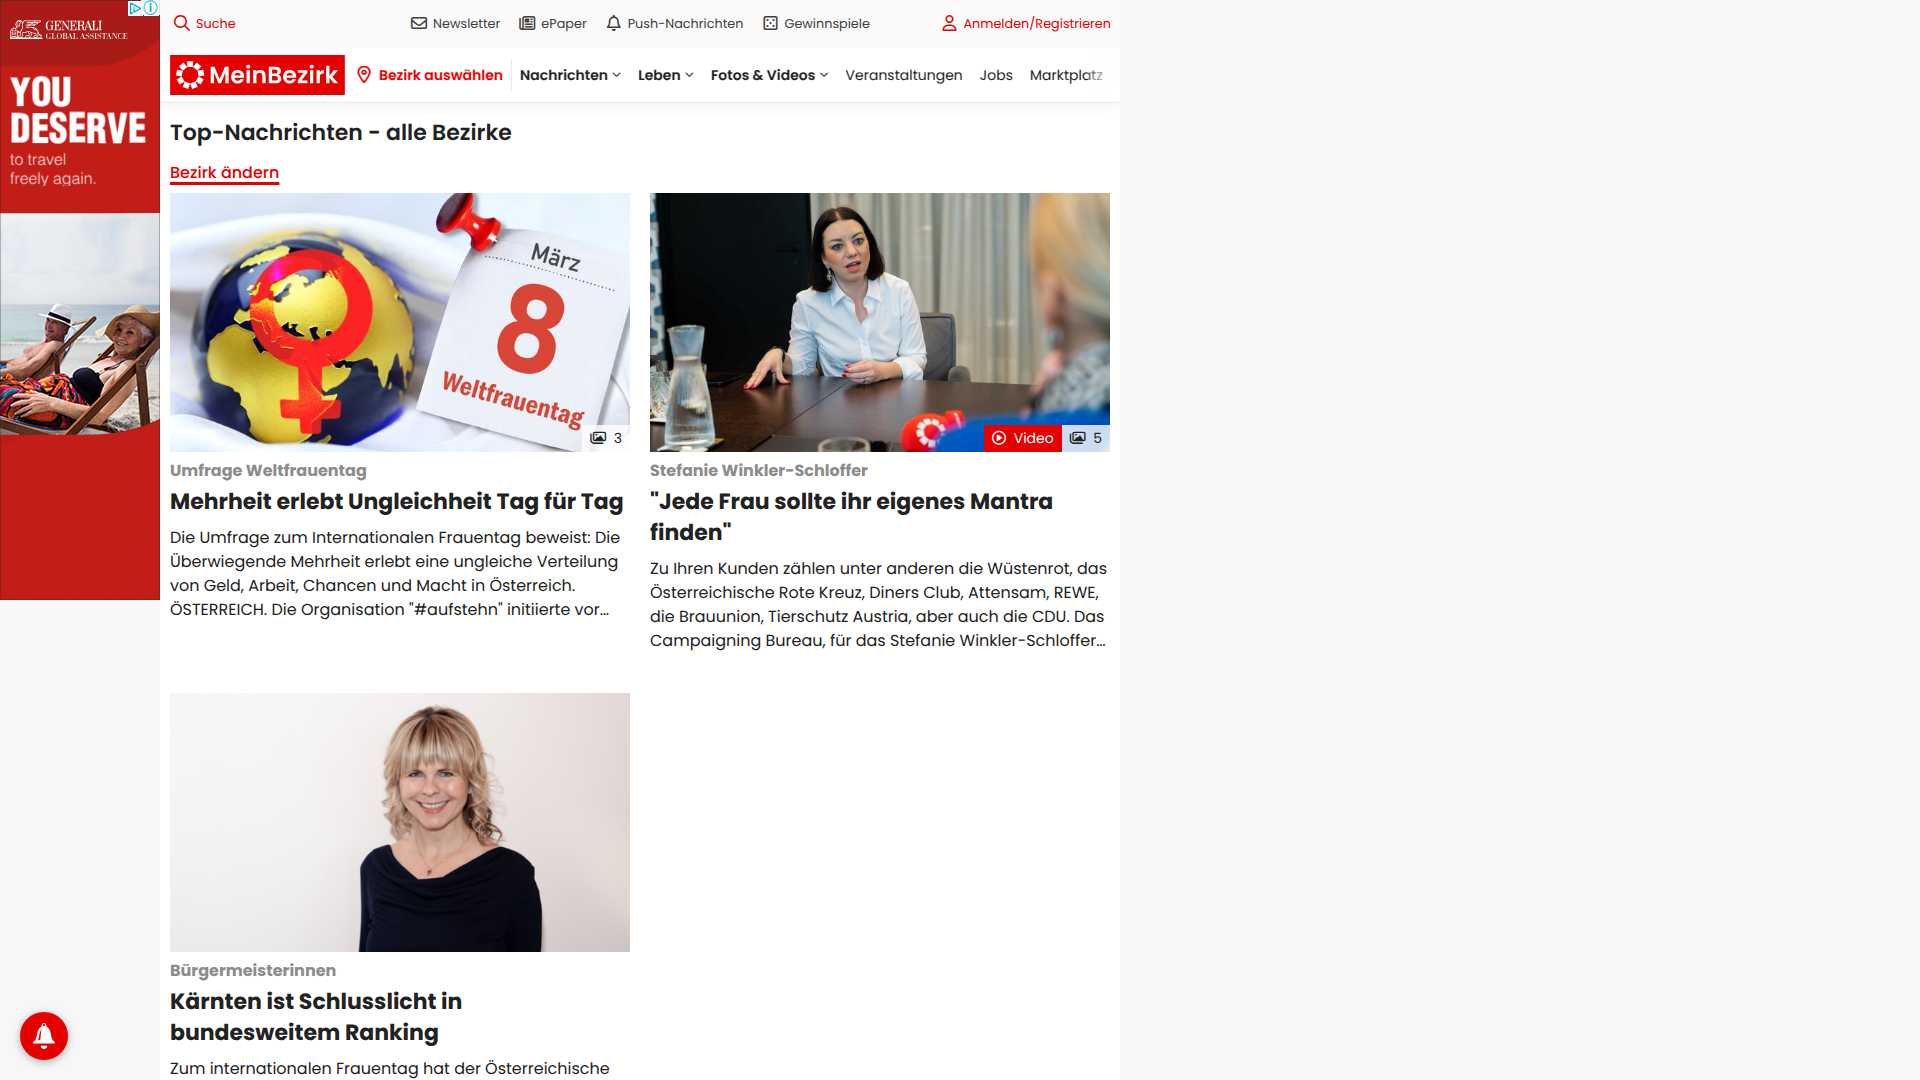 GENERALI
GLOBAL ASSISTANCE
YOU
DESERVE
to travel
freely again.
Suche
Newsletter
ePaper
Push-Nachrichten
Gewinnspiele
Anmelden/Registrieren
MeinBezirk
Bezirk auswählen
Nachrichten
Leben
Fotos & Videos
Veranstaltungen
Jobs
Marktplatz
Top-Nachrichten - alle Bezirke
Bezirk ändern
März
8
Weltfrauentag
3
Umfrage Weltfrauentag
Mehrheit erlebt Ungleichheit Tag für Tag
Die Umfrage zum Internationalen Frauentag beweist: Die
Überwiegende Mehrheit erlebt eine ungleiche Verteilung
von Geld, Arbeit, Chancen und Macht in Österreich.
ÖSTERREICH. Die Organisation "#aufstehn" initiierte vor...
Video
5
Stefanie Winkler-Schloffer
"Jede Frau sollte ihr eigenes Mantra
finden"
Zu Ihren Kunden zählen unter anderen die Wüstenrot, das
Österreichische Rote Kreuz, Diners Club, Attensam, REWE,
die Brauunion, Tierschutz Austria, aber auch die CDU. Das
Campaigning Bureau, für das Stefanie Winkler-Schloffer...
Bürgermeisterinnen
Kärnten ist Schlusslicht in
bundesweitem Ranking
Zum internationalen Frauentag hat der Österreichische